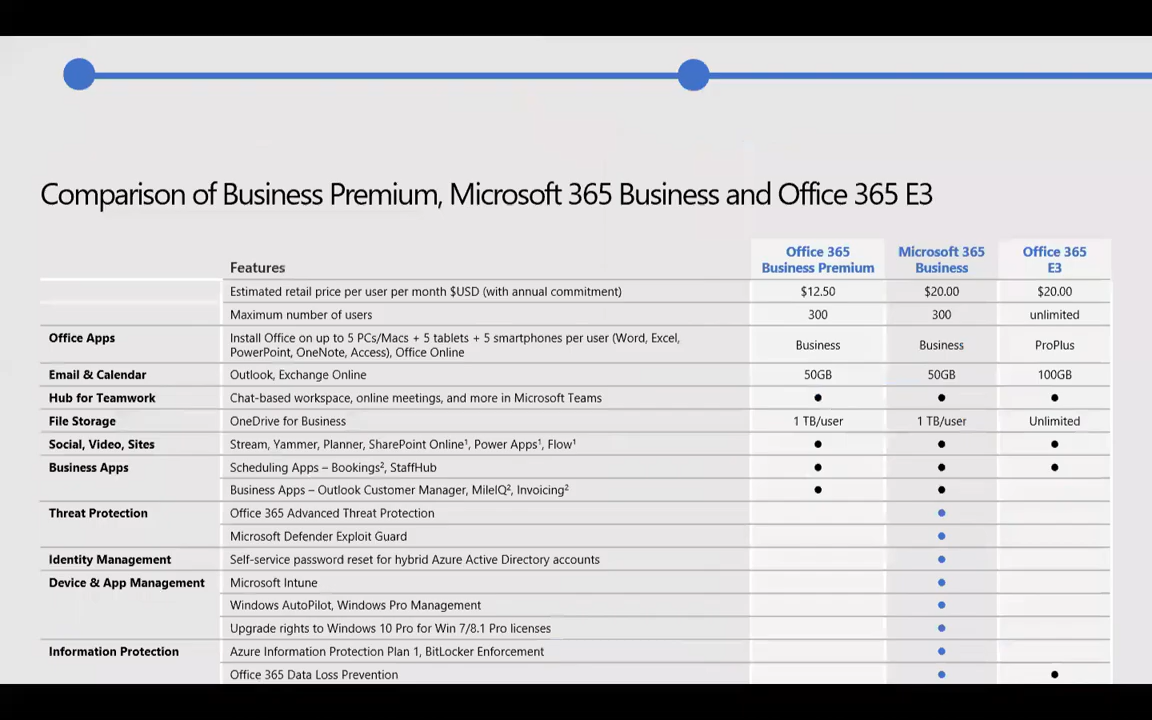 Comparison of Business Premium, Microsoft 365 Business and Office 365 E3
Features
Office 365 Business Premium
Microsoft 365 Business
Office 365 E3
Estimated retail price per user per month $USD (with annual commitment) $12.50 $20.00 $20.00
Maximum number of users 300 300 unlimited
Office Apps Install Office on up to 5 PCs/Macs + 5 tablets + 5 smartphones per user (Word, Excel,
PowerPoint, OneNote, Access), Office Online Business Business ProPlus
Email & Calendar Outlook, Exchange Online 50GB 50GB 100GB
Hub for Teamwork Chat-based workspace, online meetings, and more in Microsoft Teams ● ● ●
File Storage OneDrive for Business 1 TB/user 1 TB/user Unlimited
Social, Video, Sites Stream, Yammer, Planner, SharePoint Online¹, Power Apps¹, Flow¹ ● ● ●
Business Apps Scheduling Apps – Bookings², StaffHub ● ● ●
Business Apps – Outlook Customer Manager, MileIQ², Invoicing² ● ●
Threat Protection Office 365 Advanced Threat Protection ●
Microsoft Defender Exploit Guard ●
Identity Management Self-service password reset for hybrid Azure Active Directory accounts ●
Device & App Management Microsoft Intune ●
Windows AutoPilot, Windows Pro Management ●
Upgrade rights to Windows 10 Pro for Win 7/8.1 Pro licenses ●
Information Protection Azure Information Protection Plan 1, BitLocker Enforcement ●
Office 365 Data Loss Prevention ● ●